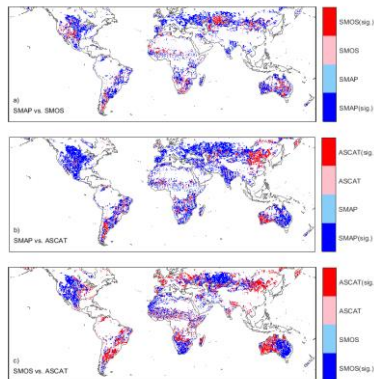 SMOS(sig.)
SMOS
SMAP
SMAP(sig.)
a)
SMAP vs. SMOS
ASCAT(sig.
ASCAT
SMAP
SMAP(sig.)
b)
SMAP vs. ASCAT
ASCAT(sig.
ASCAT
SMOS
SMOS(sig.)
c)
SMOS vs. ASCAT